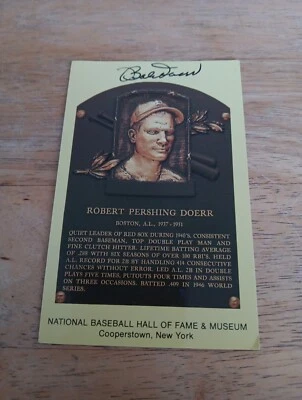 Bob Doerr
ROBERT PERSHING DOERR
BOSTON, A.L., 1937 - 1951
QUIET LEADER OF RED SOX DURING 1940'S. CONSISTENT
SECOND BASEMAN, TOP DOUBLE PLAY MAN AND
FINE CLUTCH HITTER. LIFETIME BATTING AVERAGE
OF .288 WITH SIX SEASONS OF OVER 100 RBI'S. HELD
A.L. RECORD FOR 2B BY HANDLING 414 CONSECUTIVE
CHANCES WITHOUT ERROR. LED A.L. 2B IN DOUBLE
PLAYS FIVE TIMES, PUTOUTS FOUR TIMES AND ASSISTS
ON THREE OCCASIONS. BATTED .409 IN 1946 WORLD
SERIES.
NATIONAL BASEBALL HALL OF FAME & MUSEUM
Cooperstown, New York